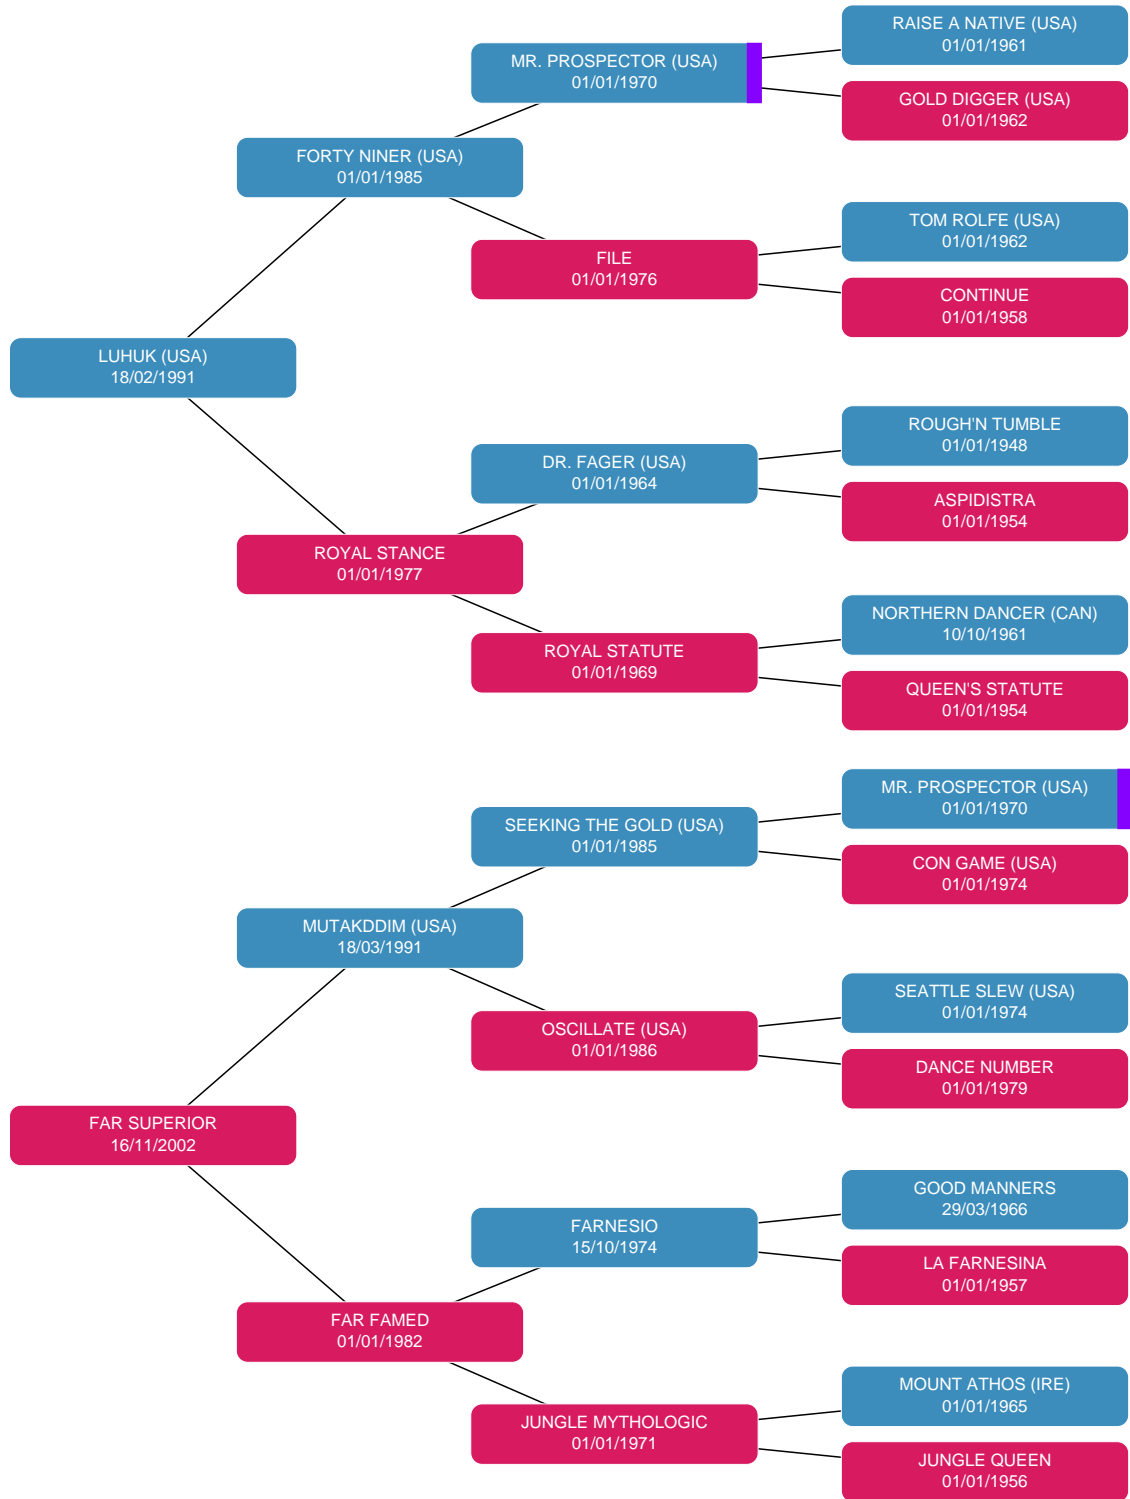 RAISE A NATIVE (USA)
01/01/1961
MR. PROSPECTOR (USA)
01/01/1970
GOLD DIGGER (USA)
01/01/1962
FORTY NINER (USA)
01/01/1985
TOM ROLFE (USA)
01/01/1962
FILE
01/01/1976
CONTINUE
01/01/1958
LUHUK (USA)
18/02/1991
ROUGH'N TUMBLE
01/01/1948
DR. FAGER (USA)
01/01/1964
ASPIDISTRA
01/01/1954
ROYAL STANCE
01/01/1977
NORTHERN DANCER (CAN)
10/10/1961
ROYAL STATUTE
01/01/1969
QUEEN'S STATUTE
01/01/1954
MR. PROSPECTOR (USA)
01/01/1970
SEEKING THE GOLD (USA)
01/01/1985
CON GAME (USA)
01/01/1974
MUTAKDDIM (USA)
18/03/1991
SEATTLE SLEW (USA)
01/01/1974
OSCILLATE (USA)
01/01/1986
DANCE NUMBER
01/01/1979
FAR SUPERIOR
16/11/2002
GOOD MANNERS
29/03/1966
FARNESIO
15/10/1974
LA FARNESINA
01/01/1957
FAR FAMED
01/01/1982
MOUNT ATHOS (IRE)
01/01/1965
JUNGLE MYTHOLOGIC
01/01/1971
JUNGLE QUEEN
01/01/1956